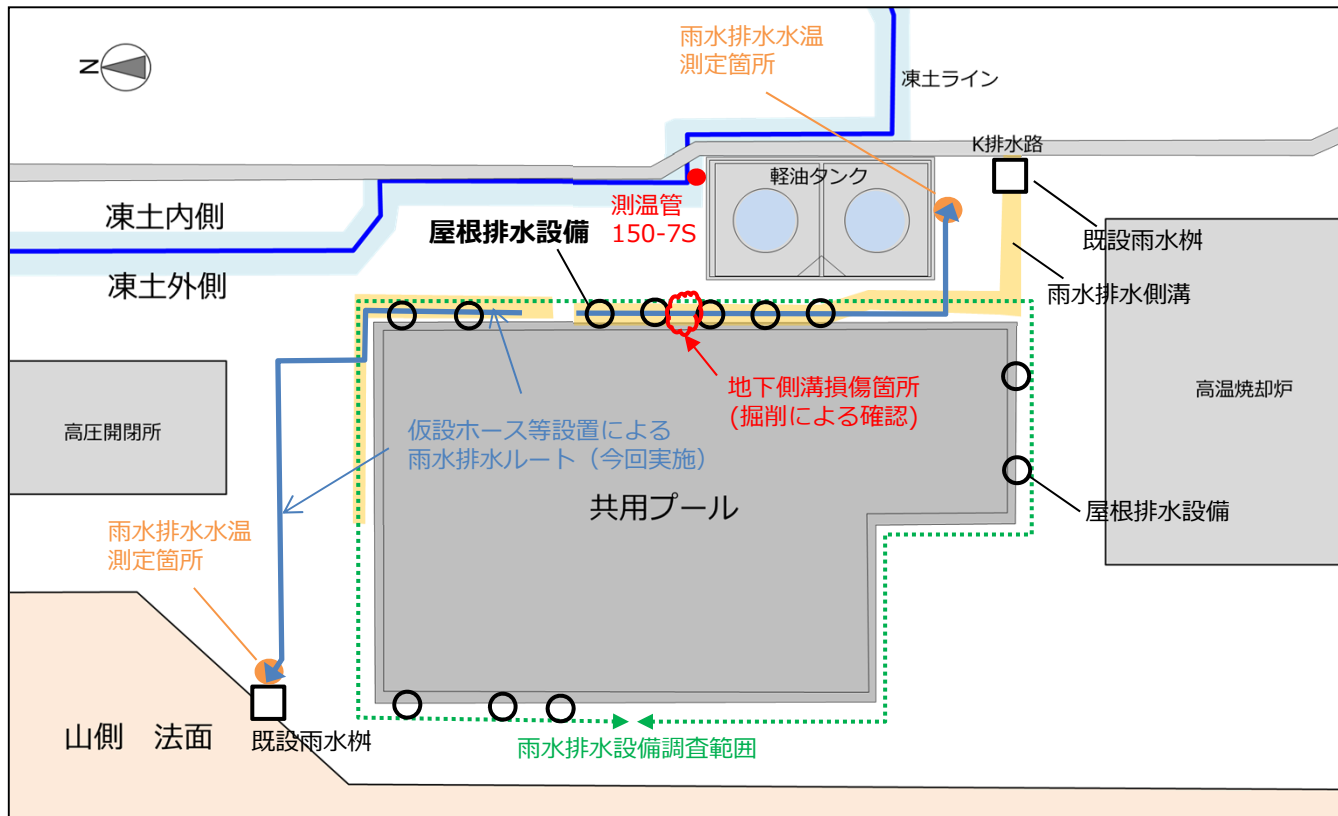 雨水排水水温
測定箇所
N
凍土ライン
K排水路
軽油タンク
測温管
150-7S
凍土内側
屋根排水設備
既設雨水桝
凍土外側
雨水排水側溝
地下側溝損傷箇所
(掘削による確認)
高温焼却炉
高圧開閉所
仮設ホース等設置による
雨水排水ルート（今回実施）
共用プール
屋根排水設備
雨水排水水温
測定箇所
山側　法面
既設雨水桝
雨水排水設備調査範囲